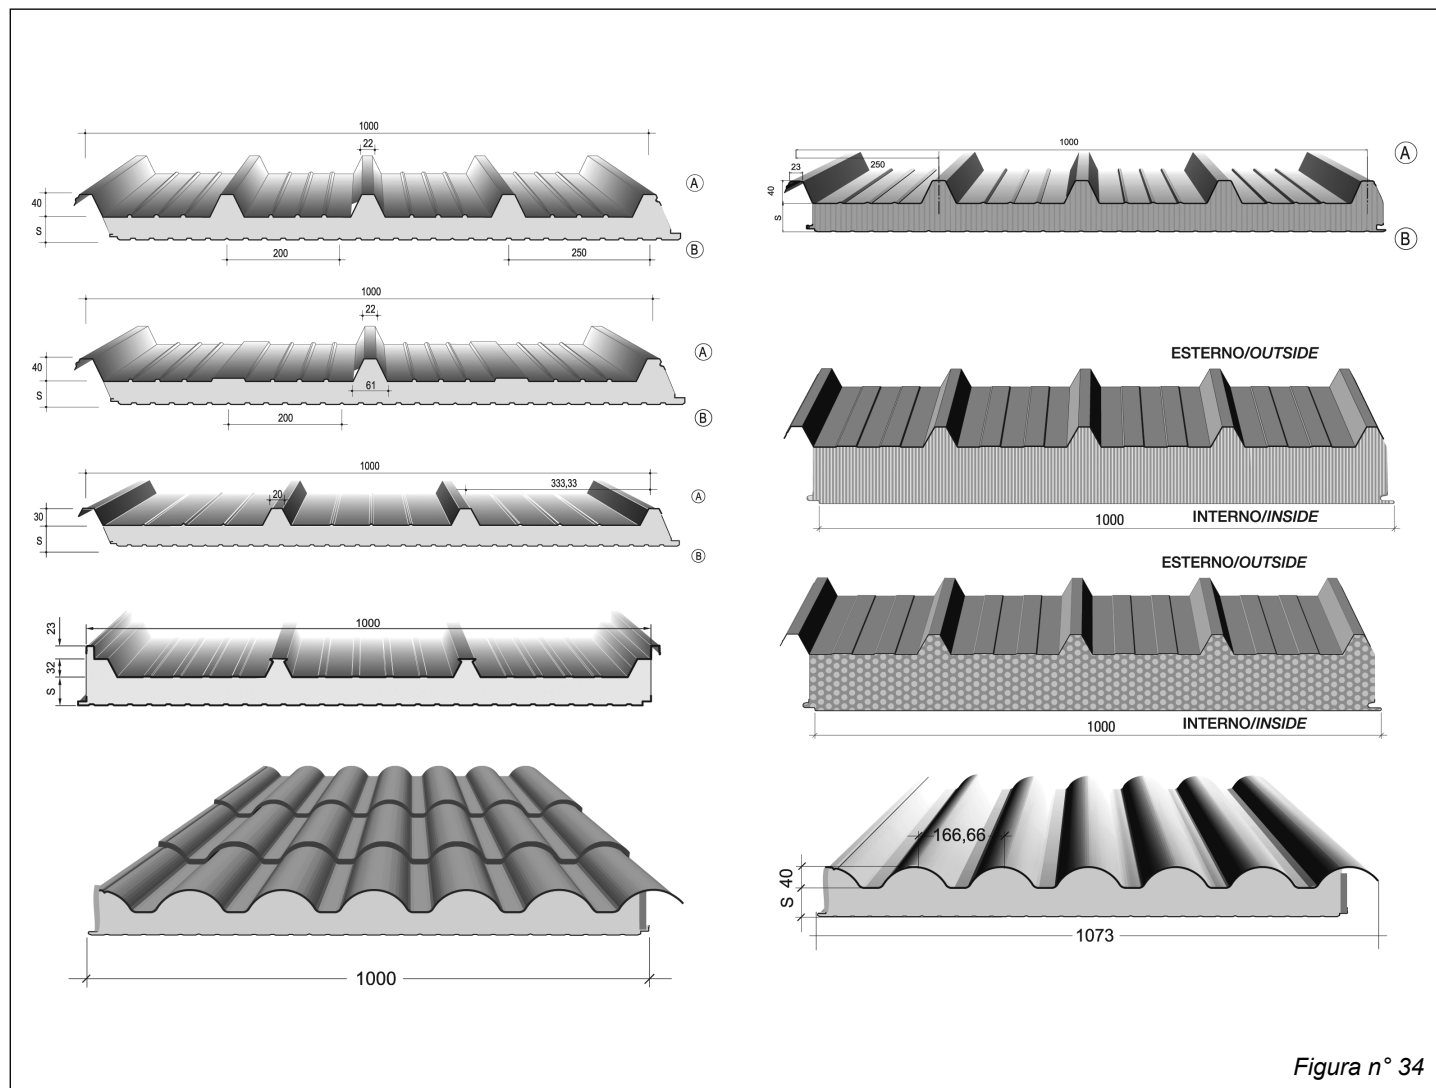 1000
22
A
40
S
B
200
250
1000
22
A
40
S
61
B
200
1000
333,33
20
A
30
S
B
23
1000
32
S
1000
1000
250
23
A
40
S
B
ESTERNO/OUTSIDE
1000
INTERNO/INSIDE
ESTERNO/OUTSIDE
1000
INTERNO/INSIDE
166,66
40
S
1073
Figura n° 34